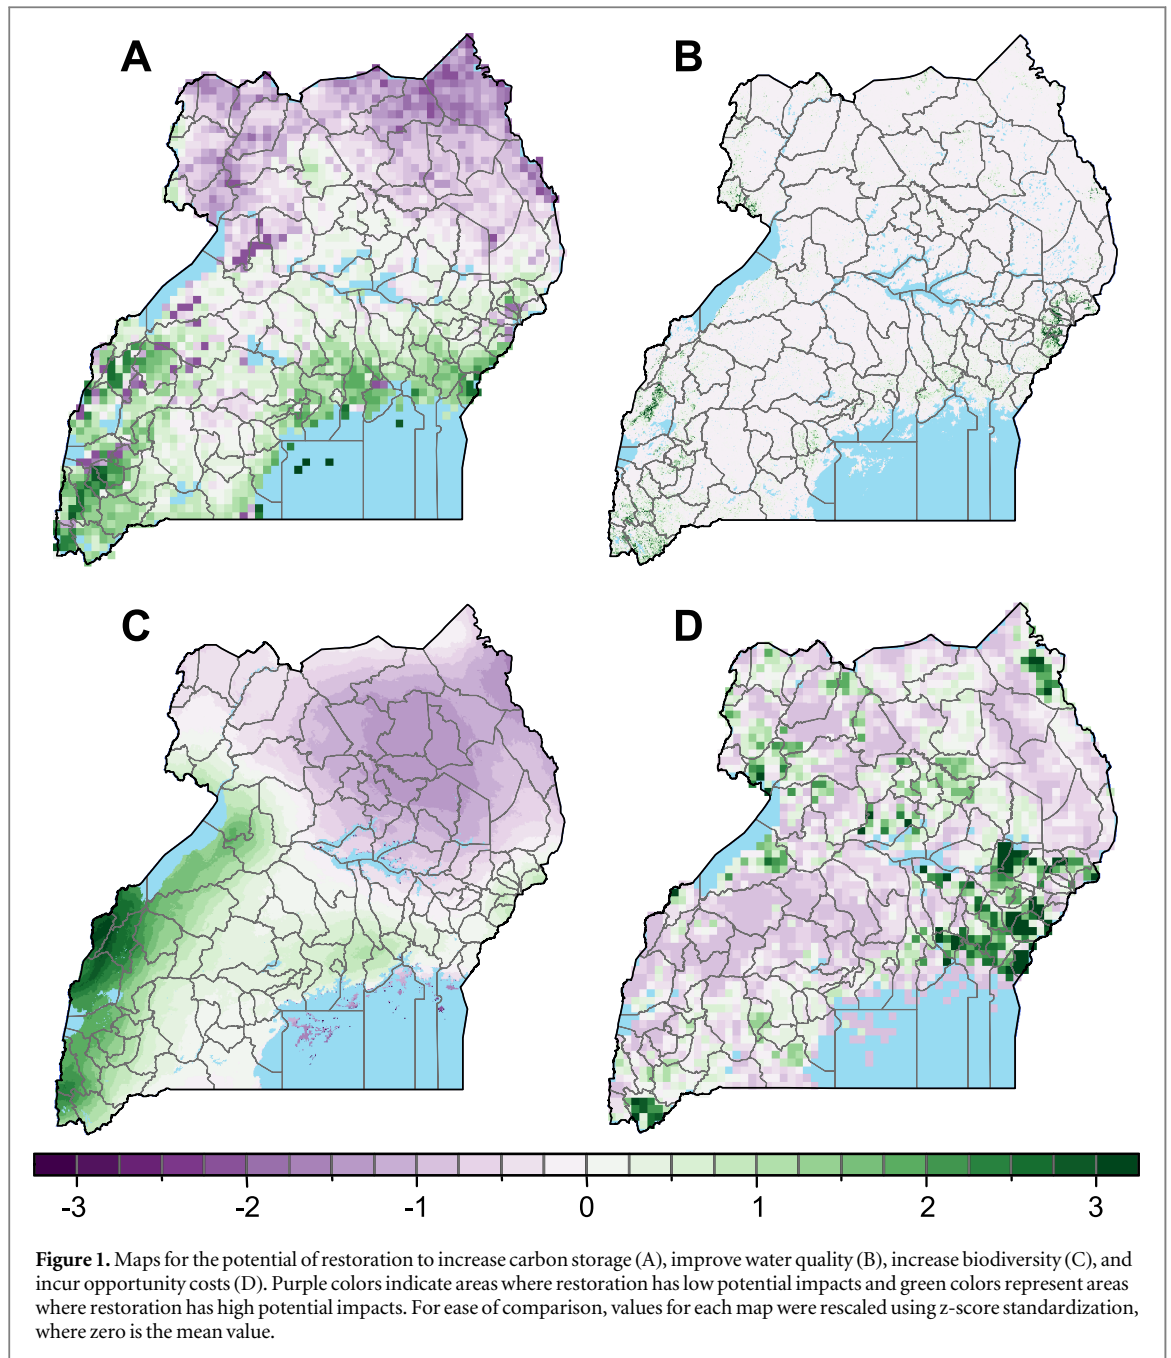 A
B
C
D
-3 -2 -1 0 1 2 3
Figure 1. Maps for the potential of restoration to increase carbon storage (A), improve water quality (B), increase biodiversity (C), and
incur opportunity costs (D). Purple colors indicate areas where restoration has low potential impacts and green colors represent areas
where restoration has high potential impacts. For ease of comparison, values for each map were rescaled using z-score standardization,
where zero is the mean value.